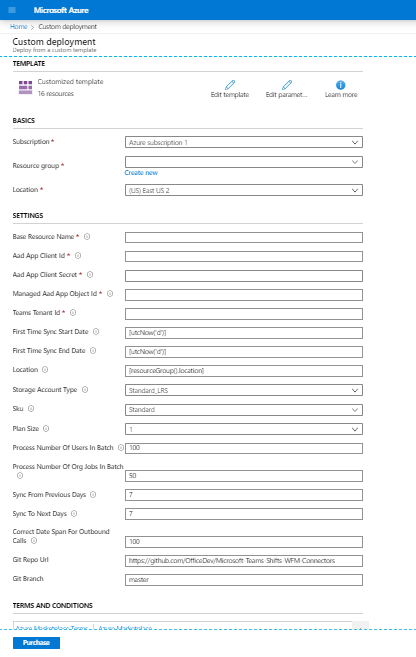 Microsoft Azure
Home > Custom deployment
Custom deployment
Deploy from a custom template
TEMPLATE
Customized template
16 resources
Edit template
Edit paramet...
Learn more
BASICS
Subscription *
Azure subscription 1
Resource group *
Create new
Location *
(US) East US 2
SETTINGS
Base Resource Name *
Aad App Client Id *
Aad App Client Secret *
Managed Aad App Object Id *
Teams Tenant Id *
First Time Sync Start Date
[utcNow('d')]
First Time Sync End Date
[utcNow('d')]
Location
[resourceGroup().location]
Storage Account Type
Standard_LRS
Sku
Standard
Plan Size
1
Process Number Of Users In Batch
100
Process Number Of Org Jobs In Batch
50
Sync From Previous Days
7
Sync To Next Days
7
Correct Date Span For Outbound
Calls
100
Git Repo Url
https://github.com/OfficeDev/Microsoft-Teams-Shifts-WFM-Connectors
Git Branch
master
TERMS AND CONDITIONS
Azure Marketplace Terms | Azure Marketplace
Purchase